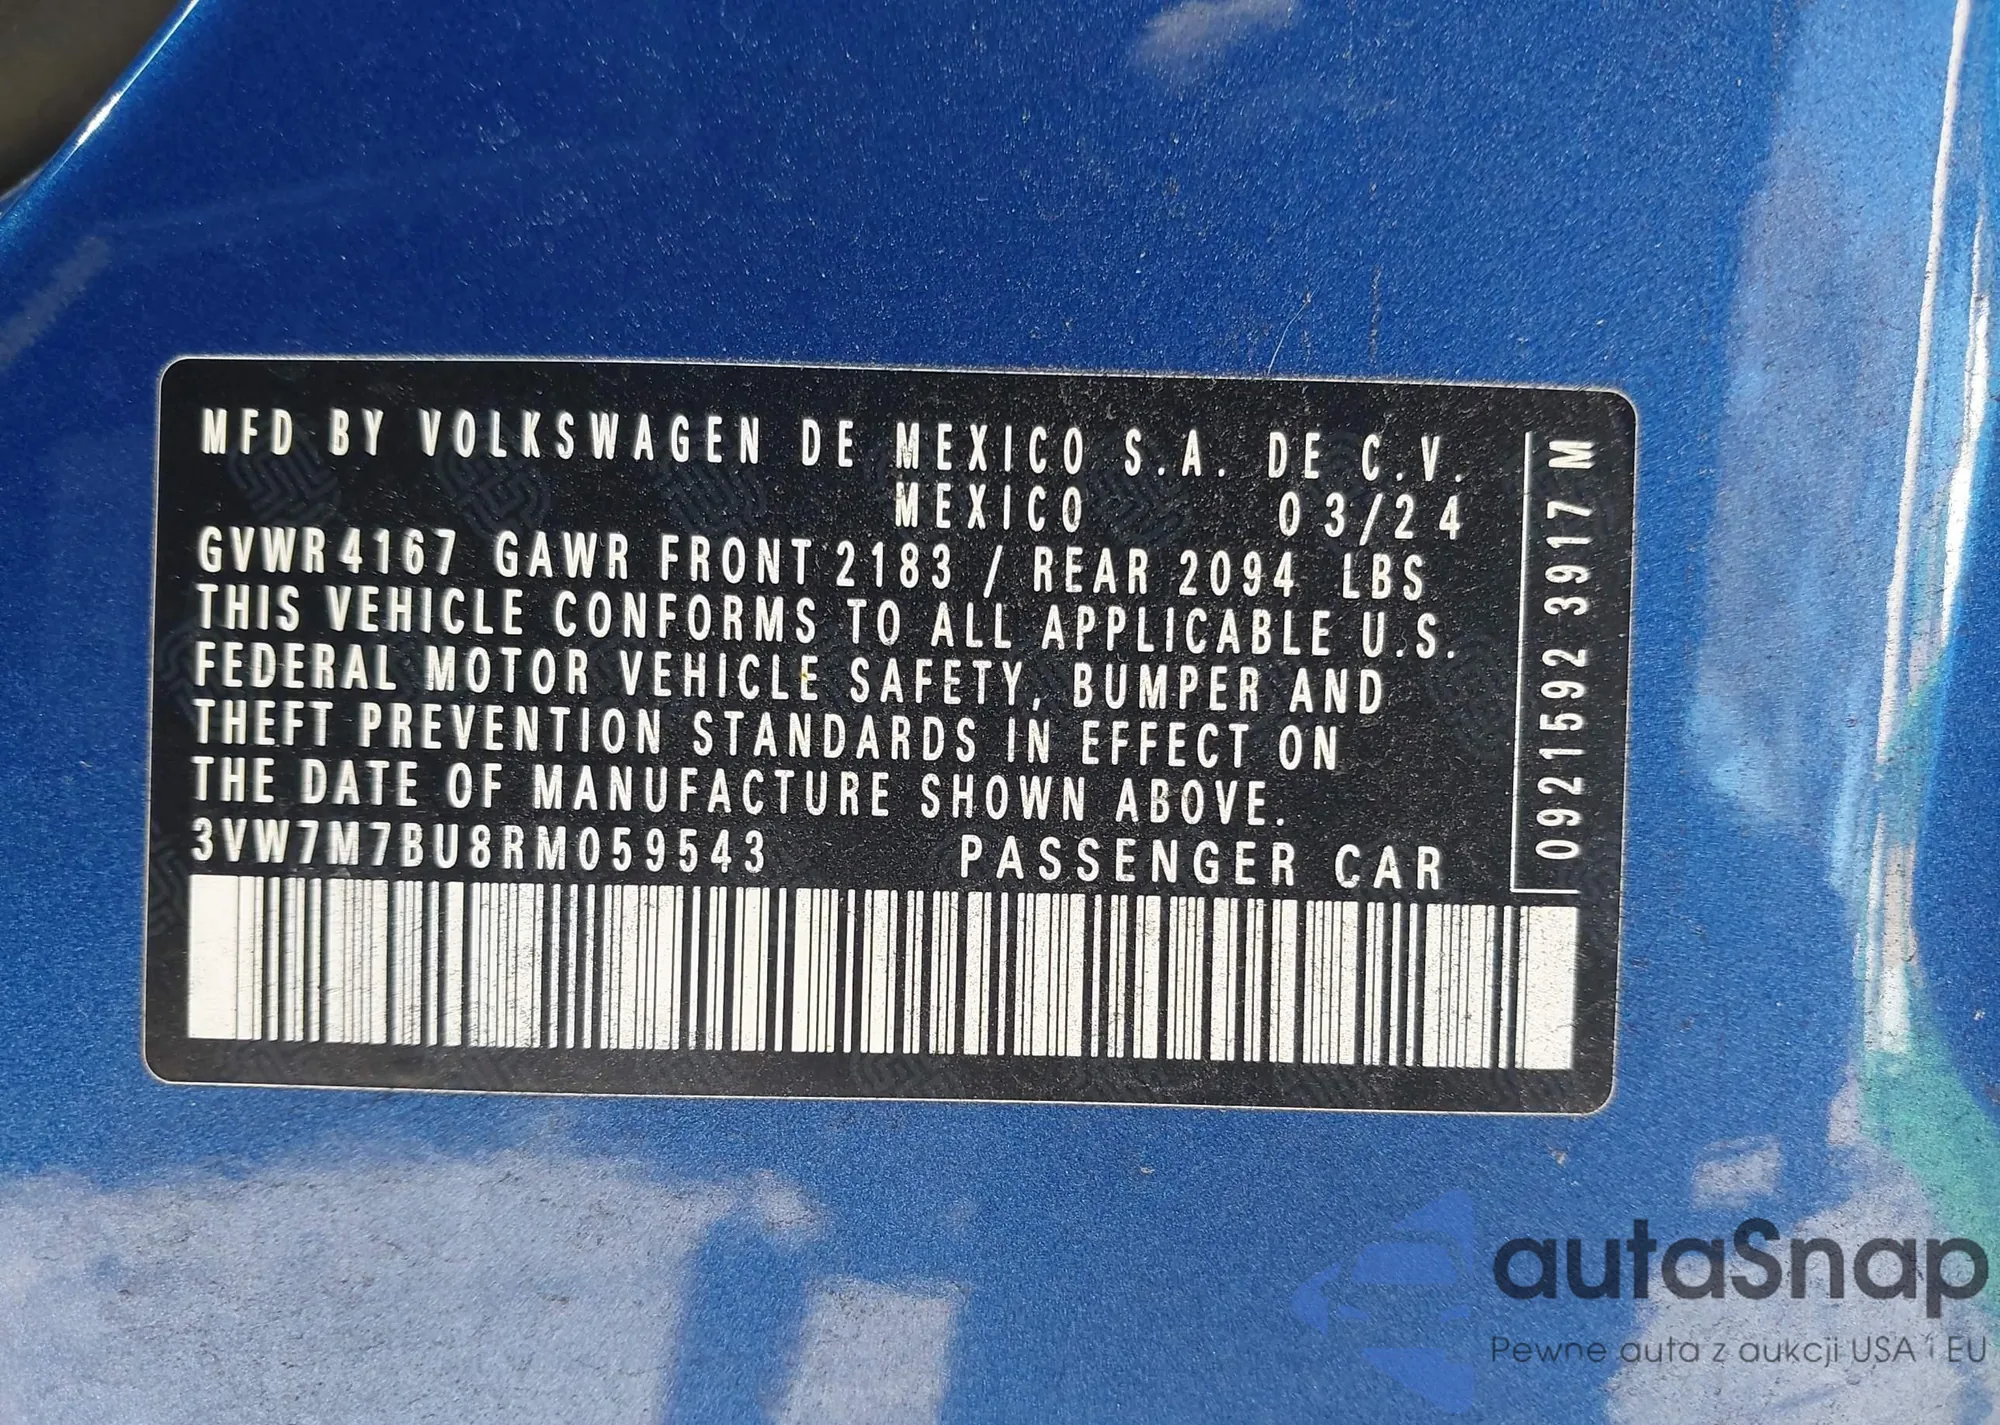 MFD BY VOLKSWAGEN DE MEXICO S.A. DE C.V.
MEXICO 03/24
GVWR 4167 GAWR FRONT 2183 / REAR 2094 LBS
THIS VEHICLE CONFORMS TO ALL APPLICABLE U.S.
FEDERAL MOTOR VEHICLE SAFETY, BUMPER AND
THEFT PREVENTION STANDARDS IN EFFECT ON
THE DATE OF MANUFACTURE SHOWN ABOVE.
3VW7M7BU8RM059543 PASSENGER CAR
0921592 3917 M
autaSnap
Pewne auta z aukcji USA i EU